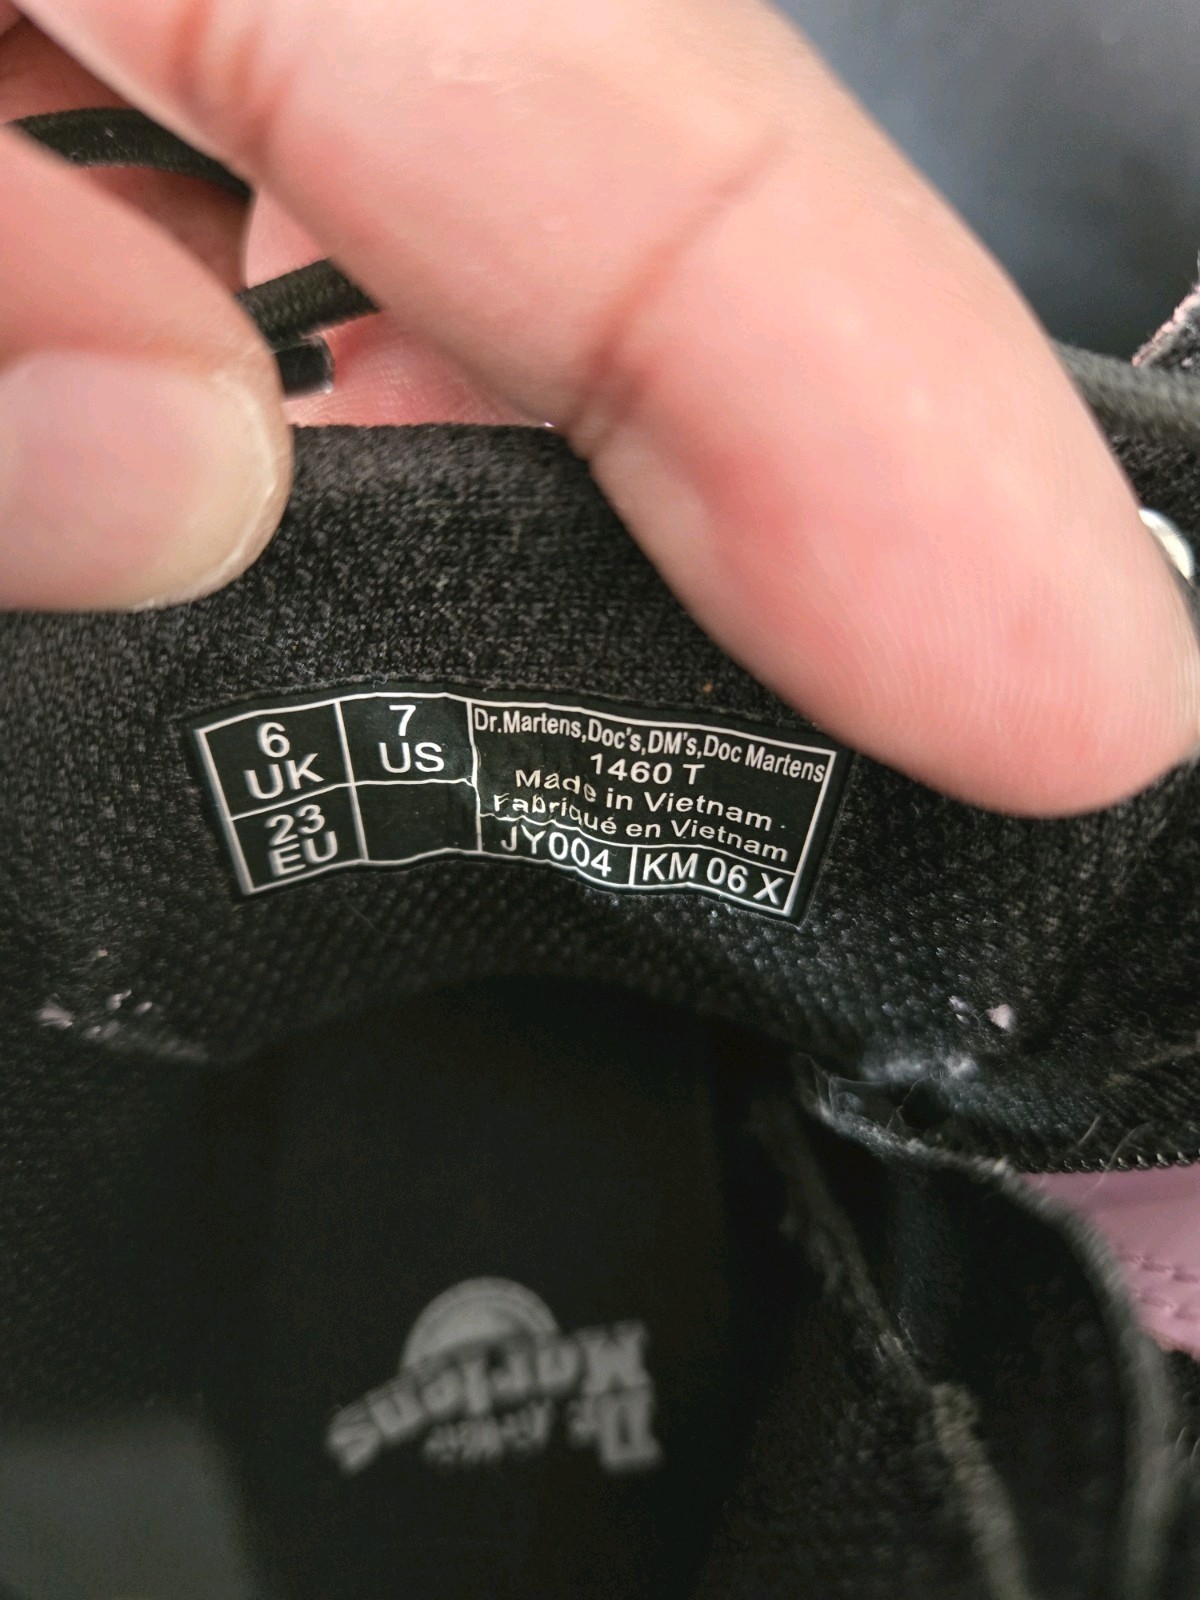 6
UK
7
US
23
EU
Dr.Martens,Doc's,DM's,Doc Martens
1460 T
Made in Vietnam
Fabriqué en Vietnam
JY004
KM 06 X
Dr.
Martens